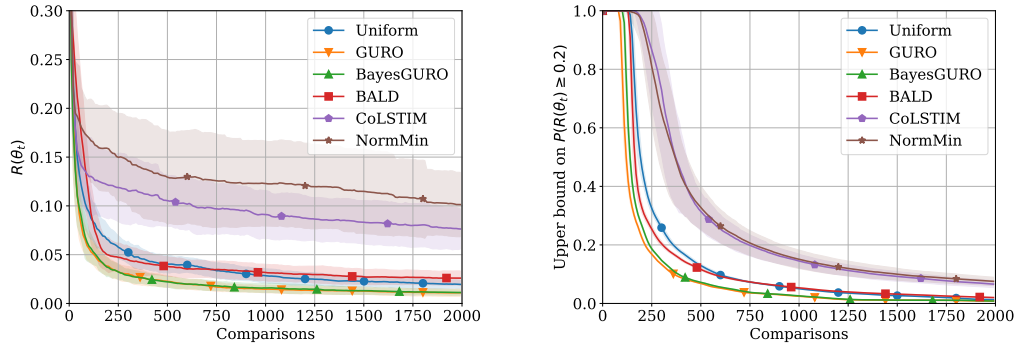 0.30
0.25
0.20
0.15
0.10
0.05
0.00
R(θt)
0 250 500 750 1000 1250 1500 1750 2000
Comparisons
Uniform
GURO
BayesGURO
BALD
CoLSTIM
NormMin
1.0
0.8
0.6
0.4
0.2
0.0
Upper bound on P(R(θt) ≥ 0.2)
0 250 500 750 1000 1250 1500 1750 2000
Comparisons
Uniform
GURO
BayesGURO
BALD
CoLSTIM
NormMin